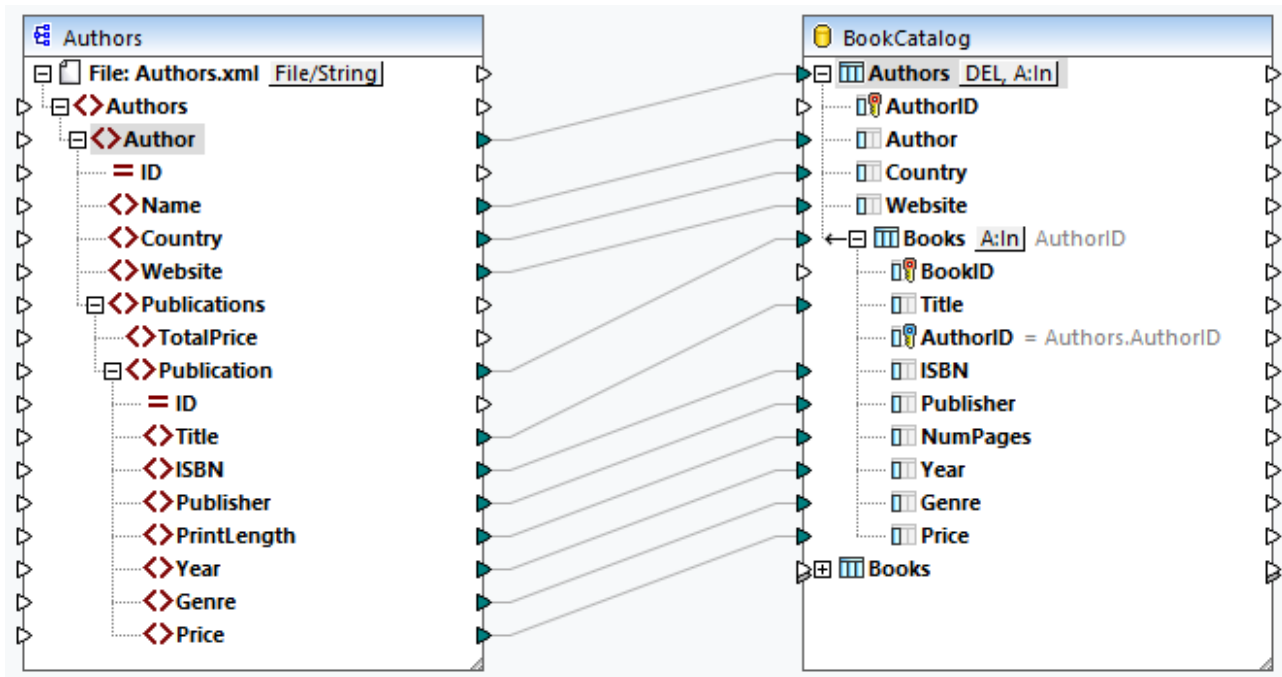 Authors
File: Authors.xml File/String
Authors
Author
= ID
Name
Country
Website
Publications
TotalPrice
Publication
= ID
Title
ISBN
Publisher
PrintLength
Year
Genre
Price
BookCatalog
Authors DEL, A:In
AuthorID
Author
Country
Website
Books A:In AuthorID
BookID
Title
AuthorID = Authors.AuthorID
ISBN
Publisher
NumPages
Year
Genre
Price
Books